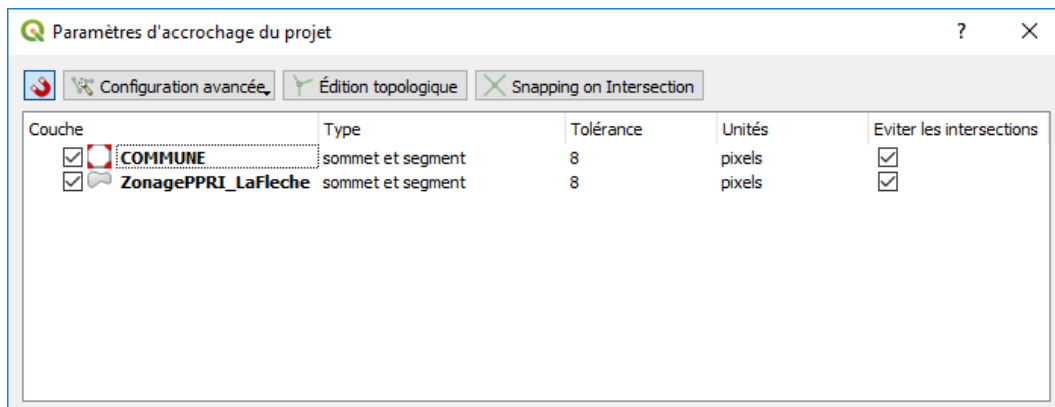 Paramètres d'accrochage du projet
? ×
Configuration avancée Édition topologique Snapping on Intersection
Couche Type Tolérance Unités Eviter les intersections
COMMUNE sommet et segment 8 pixels
ZonagePPRI_LaFleche sommet et segment 8 pixels